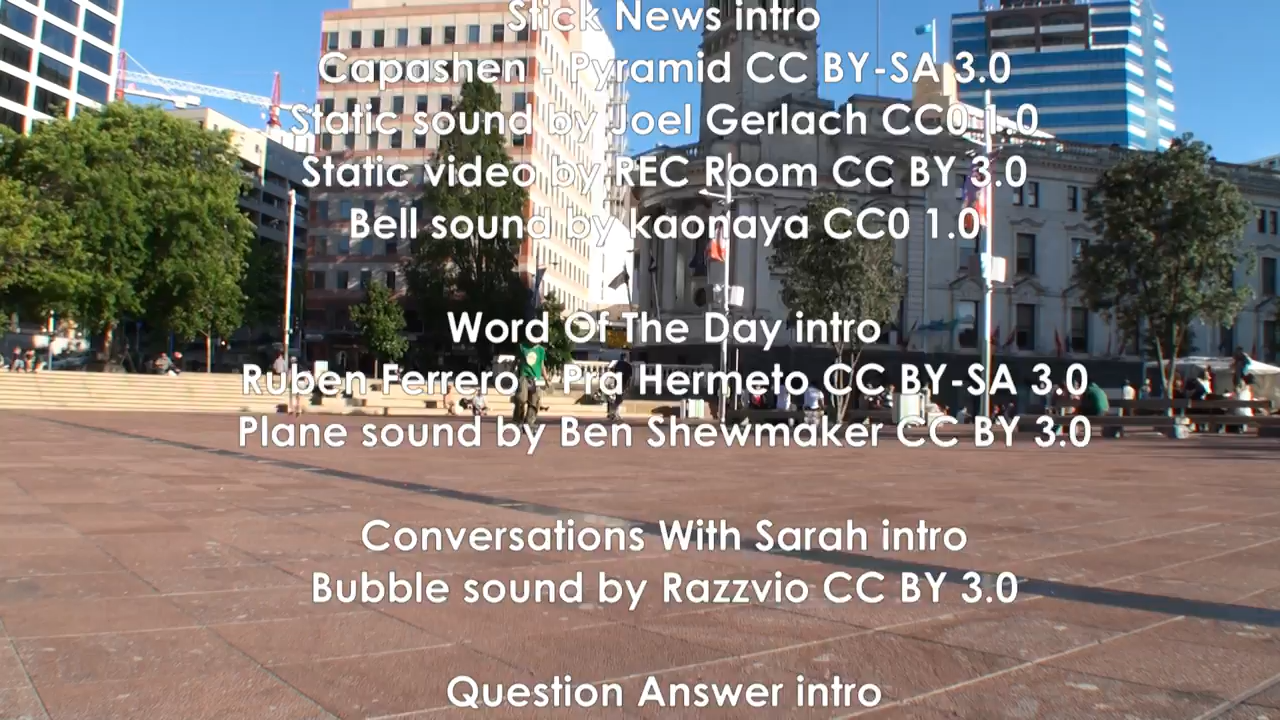 Stick News intro
Capashen - Pyramid CC BY-SA 3.0
Static sound by Joel Gerlach CC0 1.0
Static video by REC Room CC BY 3.0
Bell sound by kaonaya CC0 1.0
Word Of The Day intro
Ruben Ferrero - Pra Hermeto CC BY-SA 3.0
Plane sound by Ben Shewmaker CC BY 3.0
Conversations With Sarah intro
Bubble sound by Razzvio CC BY 3.0
Question Answer intro